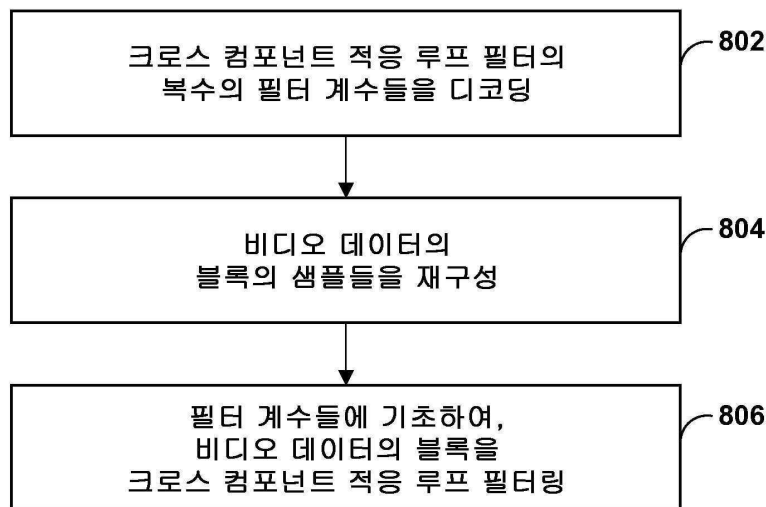 크로스 컴포넌트 적응 루프 필터의
복수의 필터 계수들을 디코딩
802
비디오 데이터의
블록의 샘플들을 재구성
804
필터 계수들에 기초하여,
비디오 데이터의 블록을
크로스 컴포넌트 적응 루프 필터링
806